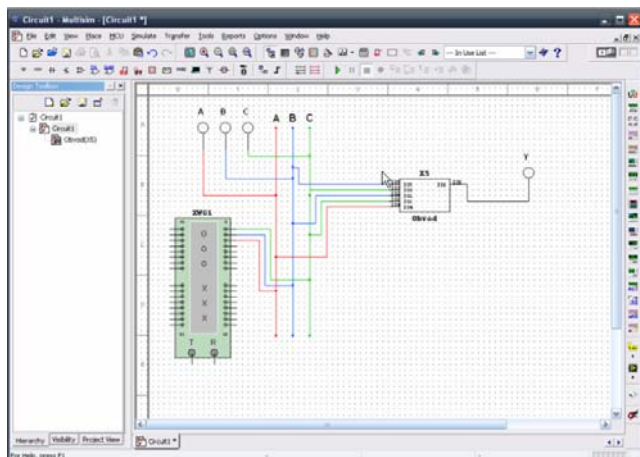 Circuit1 - Multisim - [Circuit1 *]
File Edit View Place MCU Simulate Transfer Tools Reports Options Window Help
--- In Use List ---
?
Design Toolbox
Circuit1
Circuit1
Obvod(X5)
A B C A B C
X5
Y
Obvod
XWG1
O
O
O
X
X
X
T R
Hierarchy Visibility Project View
Circuit1 *
For Help, press F1